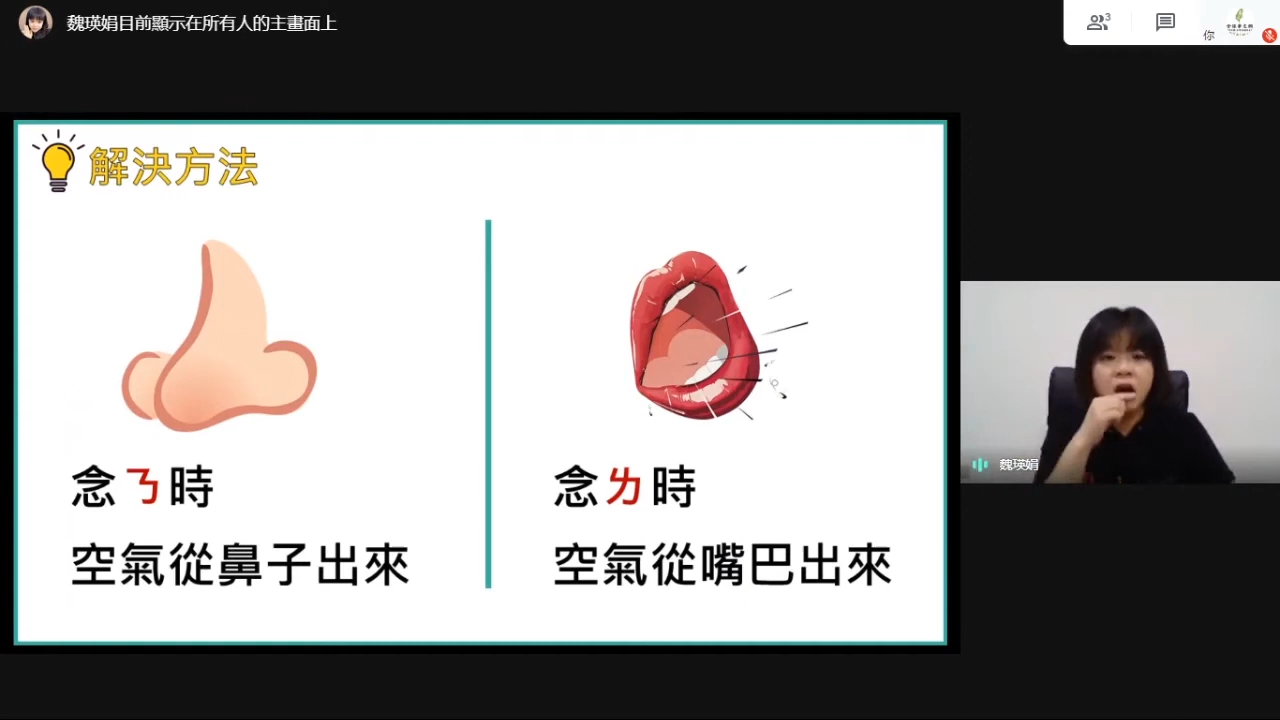 魏瑛娟目前顯示在所有人的主畫面上
3
你
解決方法
念ㄋ時
空氣從鼻子出來
念ㄌ時
空氣從嘴巴出來
魏瑛娟